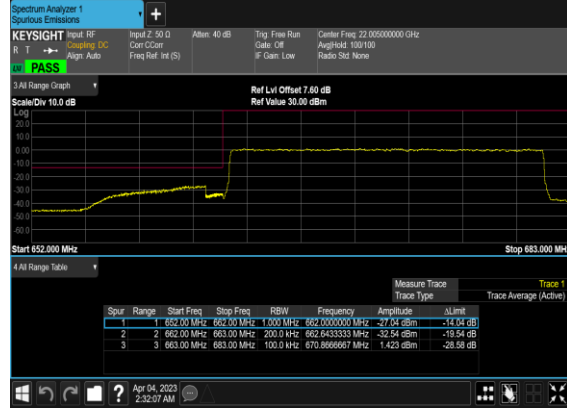 Spectrum Analyzer 1
Spurious Emissions
+
KEYSIGHT Input: RF Input Z: 50 Ω Atten: 40 dB Trig: Free Run Center Freq: 22.005000000 GHz
R T Coupling: DC Corr CCorr Gate: Off Avg|Hold: 100/100
Align: Auto Freq Ref: Int (S) IF Gain: Low Radio Std: None
PASS
3 All Range Graph
Ref Lvl Offset 7.60 dB
Scale/Div 10.0 dB Ref Value 30.00 dBm
Log
20.0
10.0
0.00
-10.0
-20.0
-30.0
-40.0
-50.0
-60.0
Start 652.000 MHz Stop 683.000 MH
4 All Range Table
Measure Trace Trace 1
Trace Type Trace Average (Active)
Spur Range Start Freq Stop Freq RBW Frequency Amplitude ΔLimit
1 1 652.00 MHz 662.00 MHz 1.000 MHz 662.0000000 MHz -27.04 dBm -14.04 dB
2 2 662.00 MHz 663.00 MHz 200.0 kHz 662.6433333 MHz -32.54 dBm -19.54 dB
3 3 663.00 MHz 683.00 MHz 100.0 kHz 670.8666667 MHz 1.423 dBm -28.58 dB
? Apr 04, 2023
2:32:07 AM